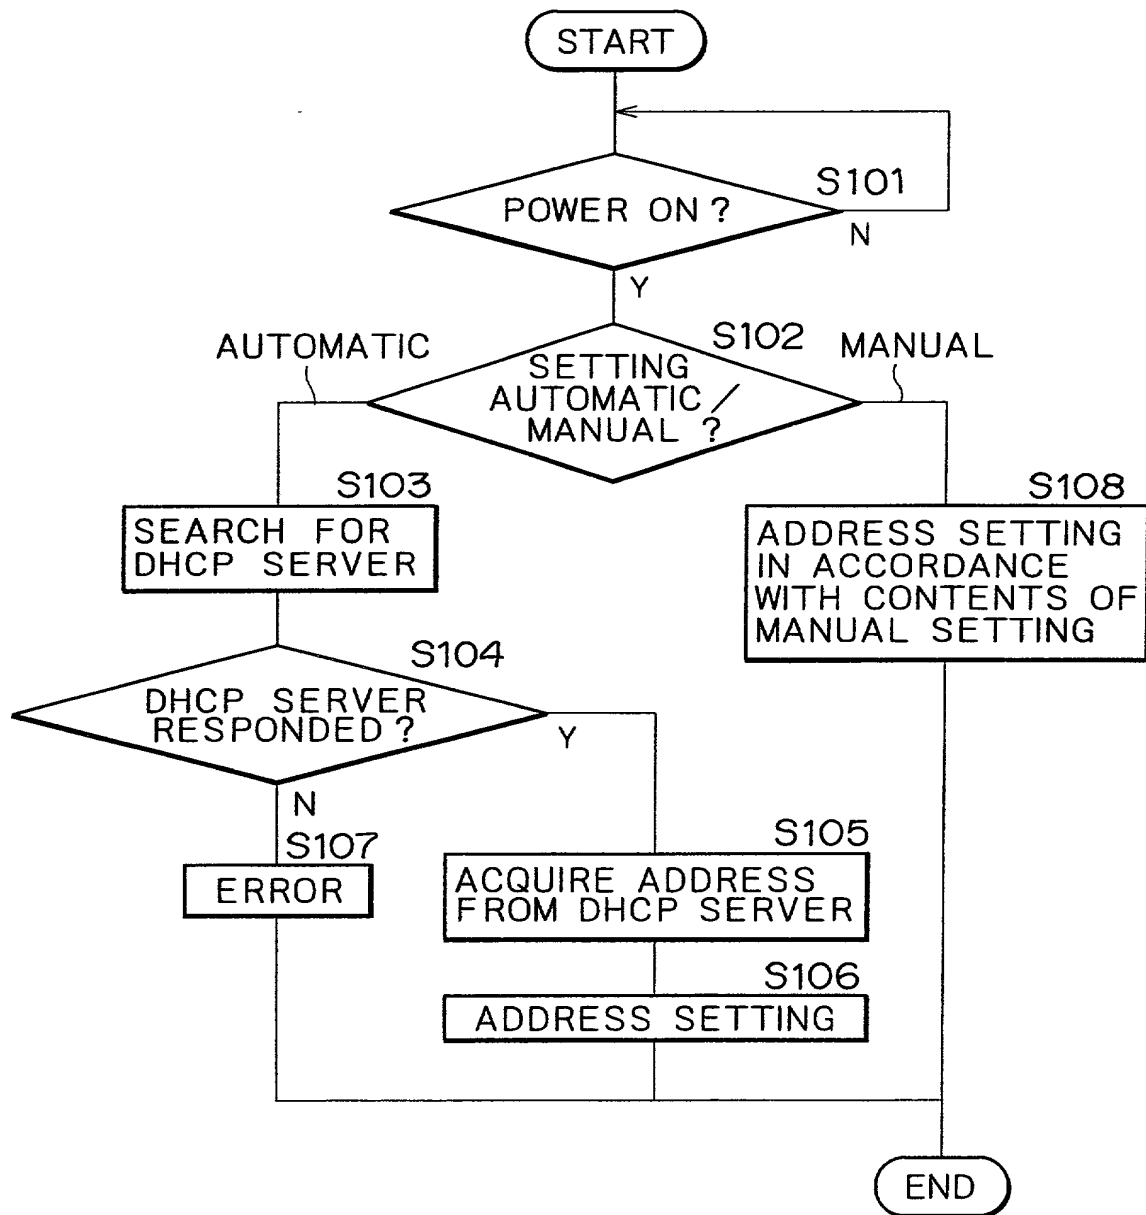 START
S101
POWER ON ?
N
Y
AUTOMATIC
S102
MANUAL
SETTING
AUTOMATIC /
MANUAL ?
S103
SEARCH FOR
DHCP SERVER
S108
ADDRESS SETTING
IN ACCORDANCE
WITH CONTENTS OF
MANUAL SETTING
S104
DHCP SERVER
RESPONDED ?
Y
N
S107
ERROR
S105
ACQUIRE ADDRESS
FROM DHCP SERVER
S106
ADDRESS SETTING
END